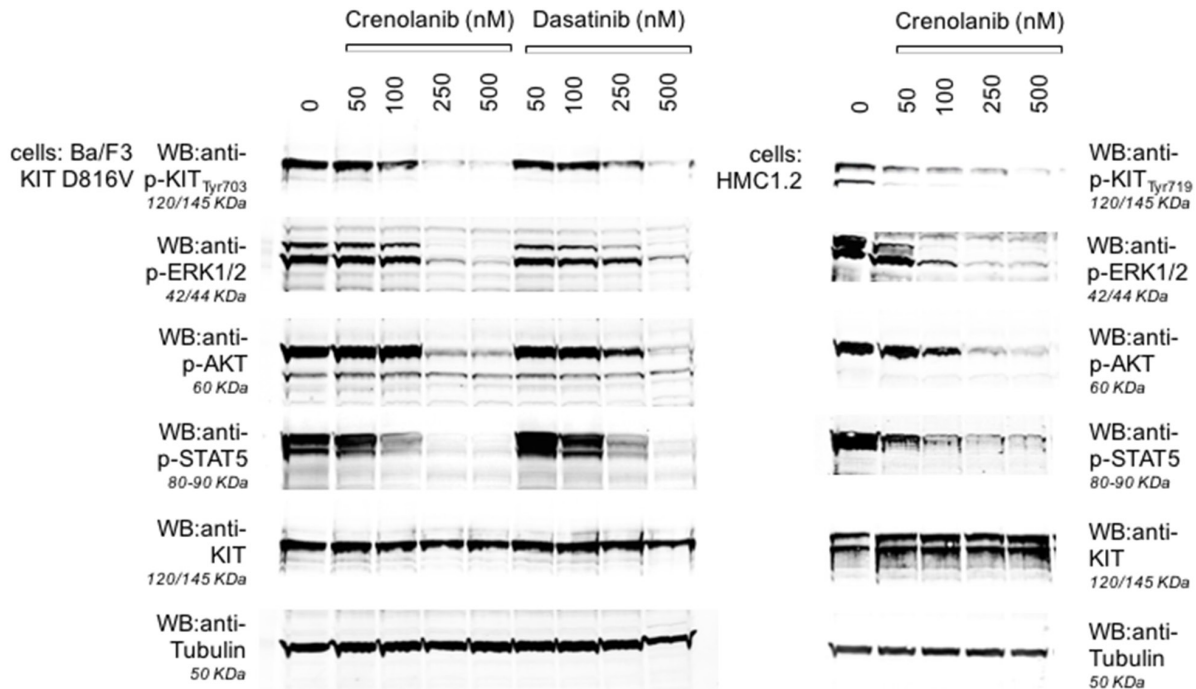 Crenolanib (nM)
Dasatinib (nM)
Crenolanib (nM)
0
50
100
250
500
50
100
250
500
0
50
100
250
500
cells: Ba/F3
KIT D816V
WB:anti-
p-KIT Tyr703
120/145 KDa
cells:
HMC1.2
WB:anti-
p-KIT Tyr719
120/145 KDa
WB:anti-
p-ERK1/2
42/44 KDa
WB:anti-
p-ERK1/2
42/44 KDa
WB:anti-
p-AKT
60 KDa
WB:anti-
p-AKT
60 KDa
WB:anti-
p-STAT5
80-90 KDa
WB:anti-
p-STAT5
80-90 KDa
WB:anti-
KIT
120/145 KDa
WB:anti-
KIT
120/145 KDa
WB:anti-
Tubulin
50 KDa
WB:anti-
Tubulin
50 KDa